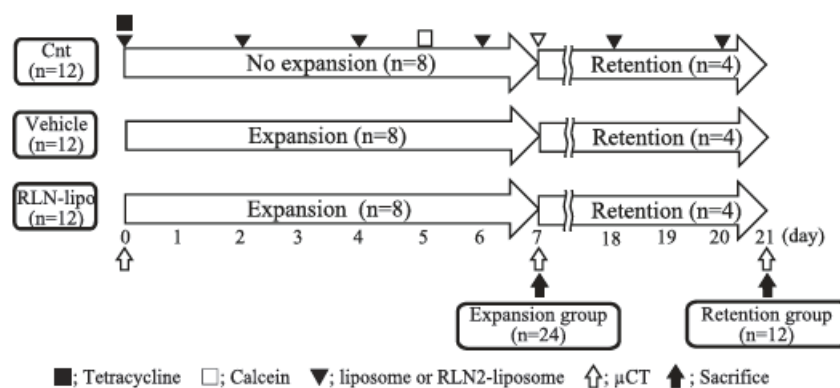 Cnt
(n=12)
No expansion (n=8)
Retention (n=4)
Vehicle
(n=12)
Expansion (n=8)
Retention (n=4)
RLN-lipo
(n=12)
Expansion (n=8)
Retention (n=4)
0 1 2 3 4 5 6 7 18 19 20 21 (day)
Expansion group
(n=24)
Retention group
(n=12)
; Tetracycline ; Calcein ; liposome or RLN2-liposome ; μCT ; Sacrifice